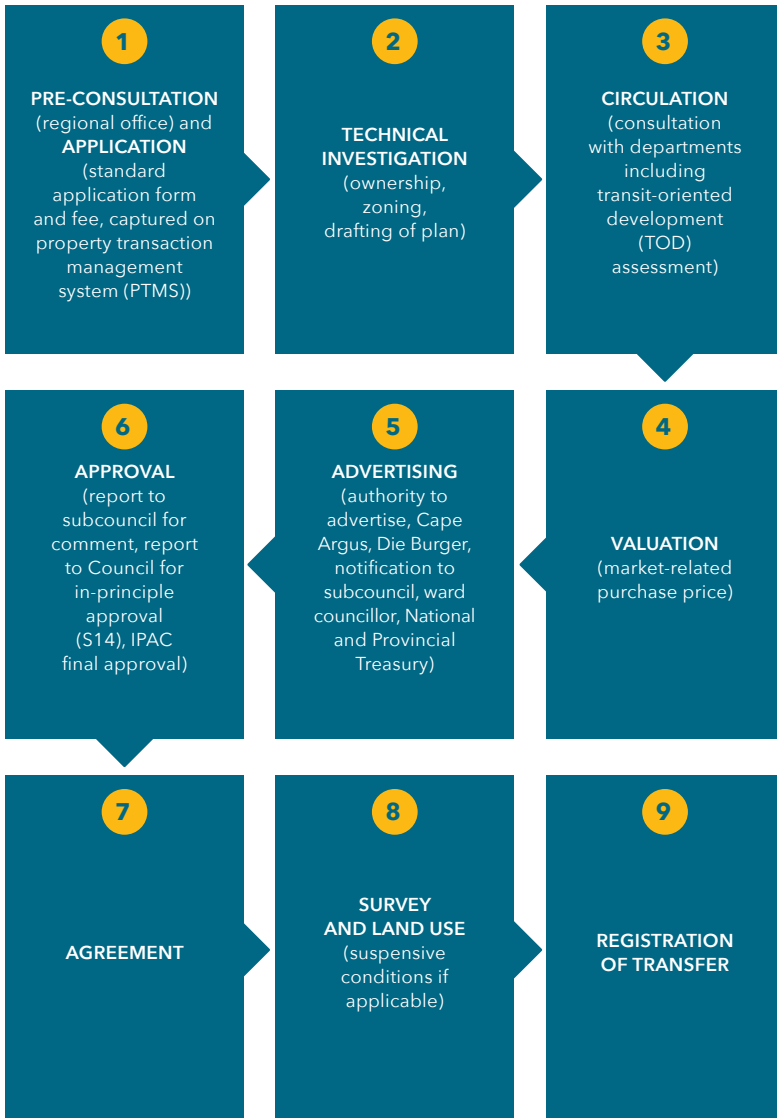 1
PRE-CONSULTATION
(regional office) and
APPLICATION
(standard
application form
and fee, captured on
property transaction
management
system (PTMS))
2
TECHNICAL
INVESTIGATION
(ownership,
zoning,
drafting of plan)
3
CIRCULATION
(consultation
with departments
including
transit-oriented
development
(TOD)
assessment)
4
VALUATION
(market-related
purchase price)
5
ADVERTISING
(authority to
advertise, Cape
Argus, Die Burger,
notification to
subcouncil, ward
councillor, National
and Provincial
Treasury)
6
APPROVAL
(report to
subcouncil for
comment, report
to Council for
in-principle
approval
(S14), IPAC
final approval)
7
AGREEMENT
8
SURVEY
AND LAND USE
(suspensive
conditions if
applicable)
9
REGISTRATION
OF TRANSFER